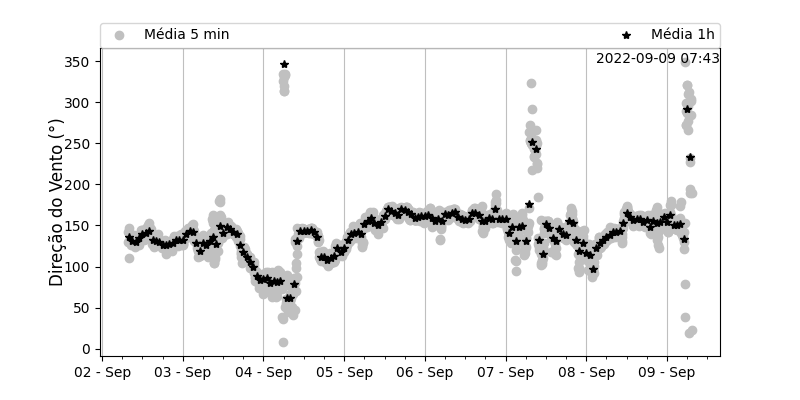 Média 5 min
Média 1h
2022-09-09 07:43
Direção do Vento (°)
350
300
250
200
150
100
50
0
02 - Sep
03 - Sep
04 - Sep
05 - Sep
06 - Sep
07 - Sep
08 - Sep
09 - Sep